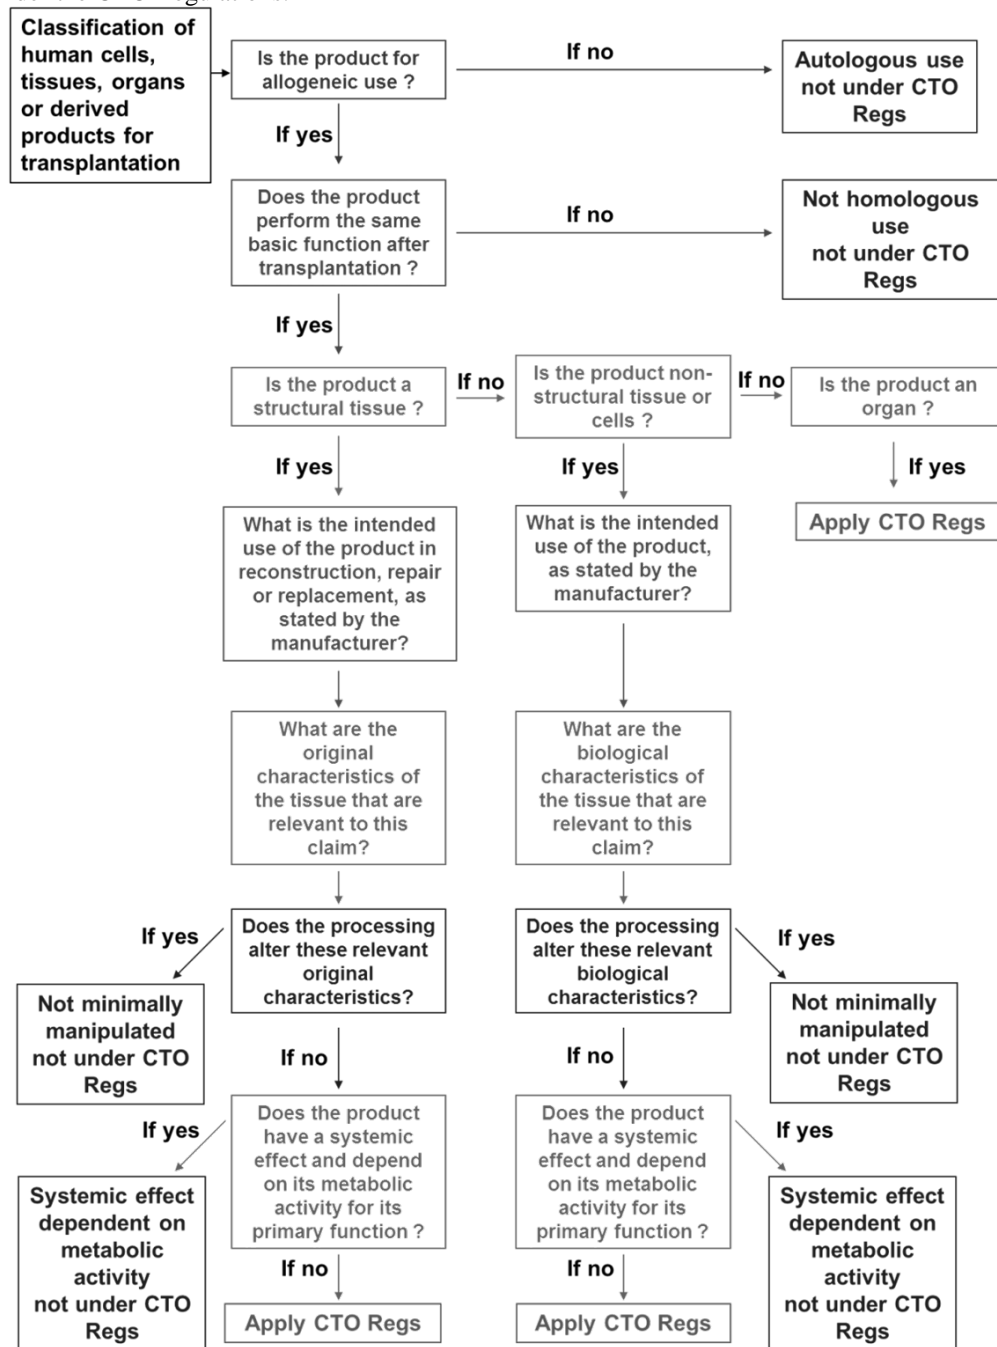 Classification of
human cells,
tissues, organs
or derived
products for
transplantation
Is the product for
allogeneic use ?
If no
Autologous use
not under CTO
Regs
If yes
Does the product
perform the same
basic function after
transplantation ?
If no
Not homologous
use
not under CTO
Regs
If yes
Is the product a
structural tissue ?
If no
Is the product non-
structural tissue or
cells ?
If no
Is the product an
organ ?
If yes
If yes
If yes
What is the intended
use of the product in
reconstruction, repair
or replacement, as
stated by the
manufacturer?
What is the intended
use of the product,
as stated by the
manufacturer?
Apply CTO Regs
What are the
original
characteristics of
the tissue that are
relevant to this
claim?
What are the
biological
characteristics of
the tissue that are
relevant to this
claim?
If yes
Does the processing
alter these relevant
original
characteristics?
Does the processing
alter these relevant
biological
characteristics?
If yes
Not minimally
manipulated
not under CTO
Regs
Not minimally
manipulated
not under CTO
Regs
If no
If no
If yes
Does the product
have a systemic
effect and depend
on its metabolic
activity for its
primary function ?
Does the product
have a systemic
effect and depend
on its metabolic
activity for its
primary function ?
If yes
Systemic effect
dependent on
metabolic
activity
not under CTO
Regs
Systemic effect
dependent on
metabolic
activity
not under CTO
Regs
If no
If no
Apply CTO Regs
Apply CTO Regs